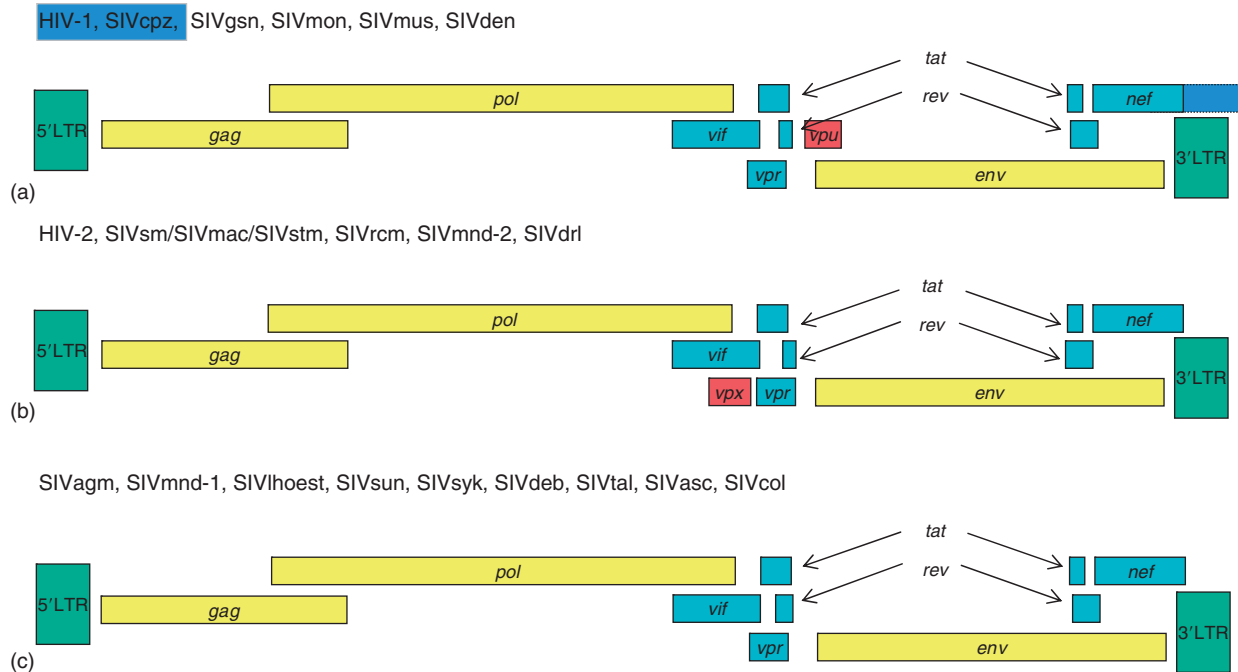 HIV-1, SIVcpz, SIVgsn, SIVmon, SIVmus, SIVden
tat
pol
nef
5′LTR
rev
gag
vif
vpu
3′LTR
vpr
env
(a)
HIV-2, SIVsm/SIVmac/SIVstm, SIVrcm, SIVmnd-2, SIVdrl
tat
pol
nef
rev
5′LTR
gag
vif
3′LTR
vpx
vpr
env
(b)
SIVagm, SIVmnd-1, SIVlhoest, SIVsun, SIVsyk, SIVdeb, SIVtal, SIVasc, SIVcol
tat
pol
nef
rev
5′LTR
gag
vif
3′LTR
vpr
env
(c)